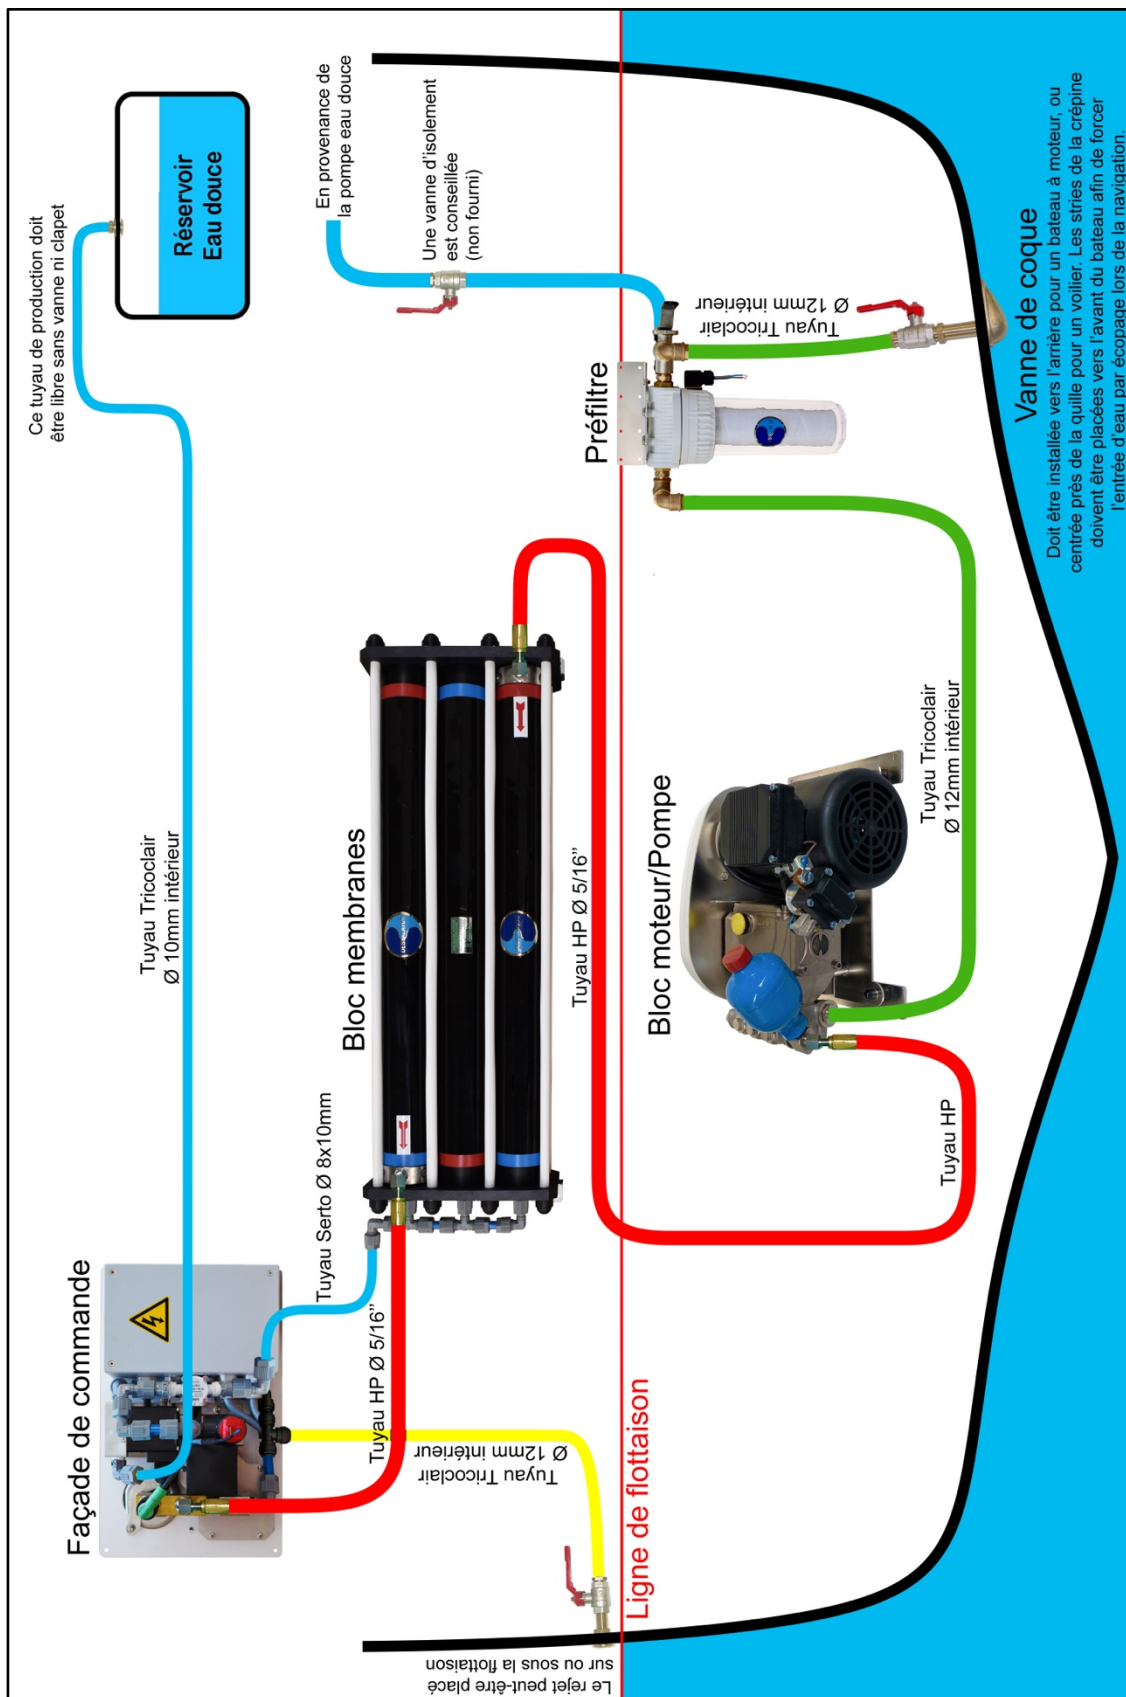 Ce tuyau de production doit
être libre sans vanne ni clapet
Réservoir
Eau douce
En provenance de
la pompe eau douce
Une vanne d'isolement
est conseillée
(non fourni)
Façade de commande
Tuyau Tricoclair
Ø 10mm intérieur
Tuyau Serto Ø 8x10mm
Tuyau HP Ø 5/16”
Bloc membranes
Tuyau Tricoclair
Ø 12mm intérieur
Le rejet peut-être placé
sur ou sous la flottaison
Ligne de flottaison
Tuyau HP Ø 5/16”
Préfiltre
Tuyau Tricoclair
Ø 12mm intérieur
Bloc moteur/Pompe
Tuyau HP
Tuyau Tricoclair
Ø 12mm intérieur
Vanne de coque
Doit être installée vers l'arrière pour un bateau à moteur, ou
centrée près de la quille pour un voilier. Les stries de la crépine
doivent être placées vers l'avant du bateau afin de forcer
l'entrée d'eau par écopage lors de la navigation.